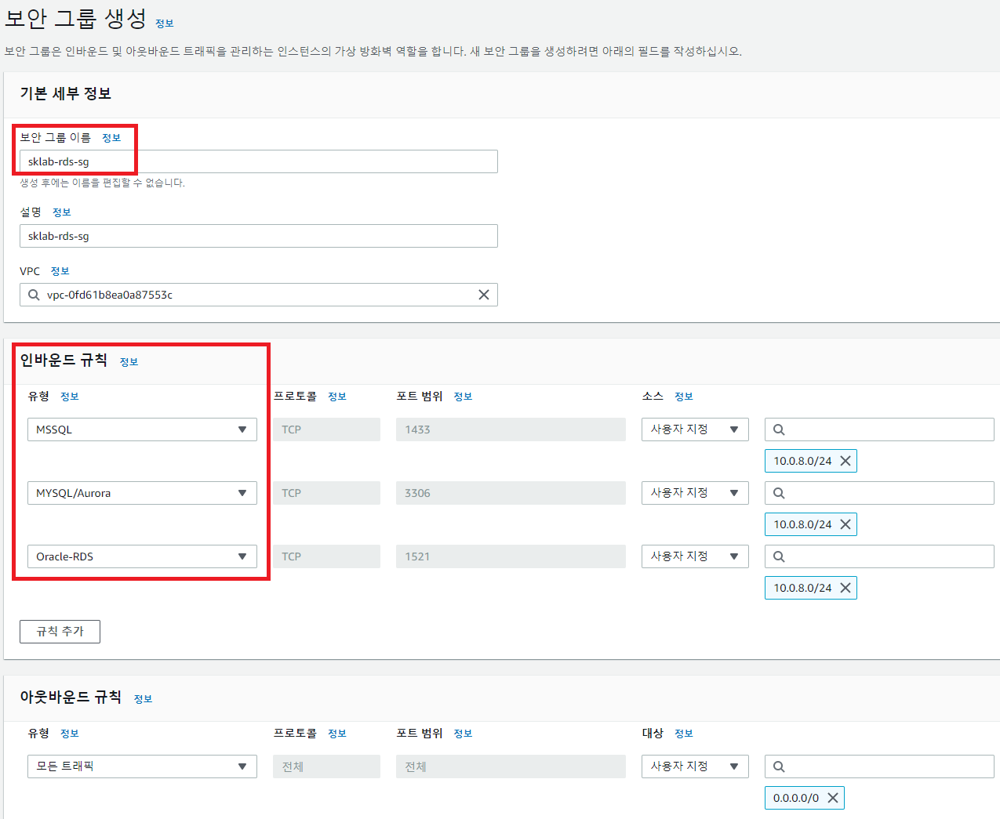 보안 그룹 생성 정보
보안 그룹은 인바운드 및 아웃바운드 트래픽을 관리하는 인스턴스의 가상 방화벽 역할을 합니다. 새 보안 그룹을 생성하려면 아래의 필드를 작성하십시오.
기본 세부 정보
보안 그룹 이름 정보
sklab-rds-sg
생성 후에는 이름을 편집할 수 없습니다.
설명 정보
sklab-rds-sg
VPC 정보
vpc-0fd61b8ea0a87553c
인바운드 규칙 정보
유형 정보 프로토콜 정보 포트 범위 정보 소스 정보
MSSQL TCP 1433 사용자 지정
10.0.8.0/24
MYSQL/Aurora TCP 3306 사용자 지정
10.0.8.0/24
Oracle-RDS TCP 1521 사용자 지정
10.0.8.0/24
규칙 추가
아웃바운드 규칙 정보
유형 정보 프로토콜 정보 포트 범위 정보 대상 정보
모든 트래픽 전체 전체 사용자 지정
0.0.0.0/0